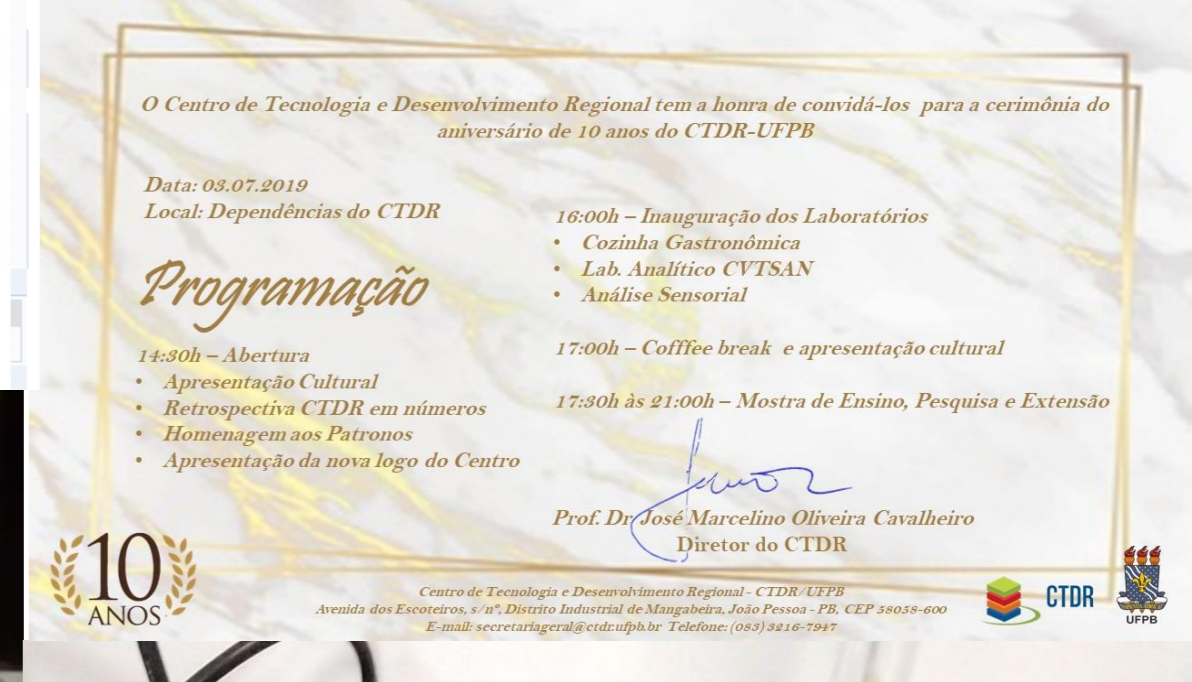 O Centro de Tecnologia e Desenvolvimento Regional tem a honra de convidá-los para a cerimônia do
aniversário de 10 anos do CTDR-UFPB
Data: 03.07.2019
Local: Dependências do CTDR
Programação
14:30h – Abertura
• Apresentação Cultural
• Retrospectiva CTDR em números
• Homenagem aos Patronos
• Apresentação da nova logo do Centro
16:00h – Inauguração dos Laboratórios
• Cozinha Gastronômica
• Lab. Analítico CVTSAN
• Análise Sensorial
17:00h – Cofffee break e apresentação cultural
17:30h às 21:00h – Mostra de Ensino, Pesquisa e Extensão
Prof. Dr José Marcelino Oliveira Cavalheiro
Diretor do CTDR
10
ANOS
Centro de Tecnologia e Desenvolvimento Regional - CTDR/UFPB
Avenida dos Escoteiros, s/nº, Distrito Industrial de Mangabeira, João Pessoa - PB, CEP 58058-600
E-mail: secretariageral@ctdr.ufpb.br Telefone: (083) 3216-7947
CTDR
UFPB